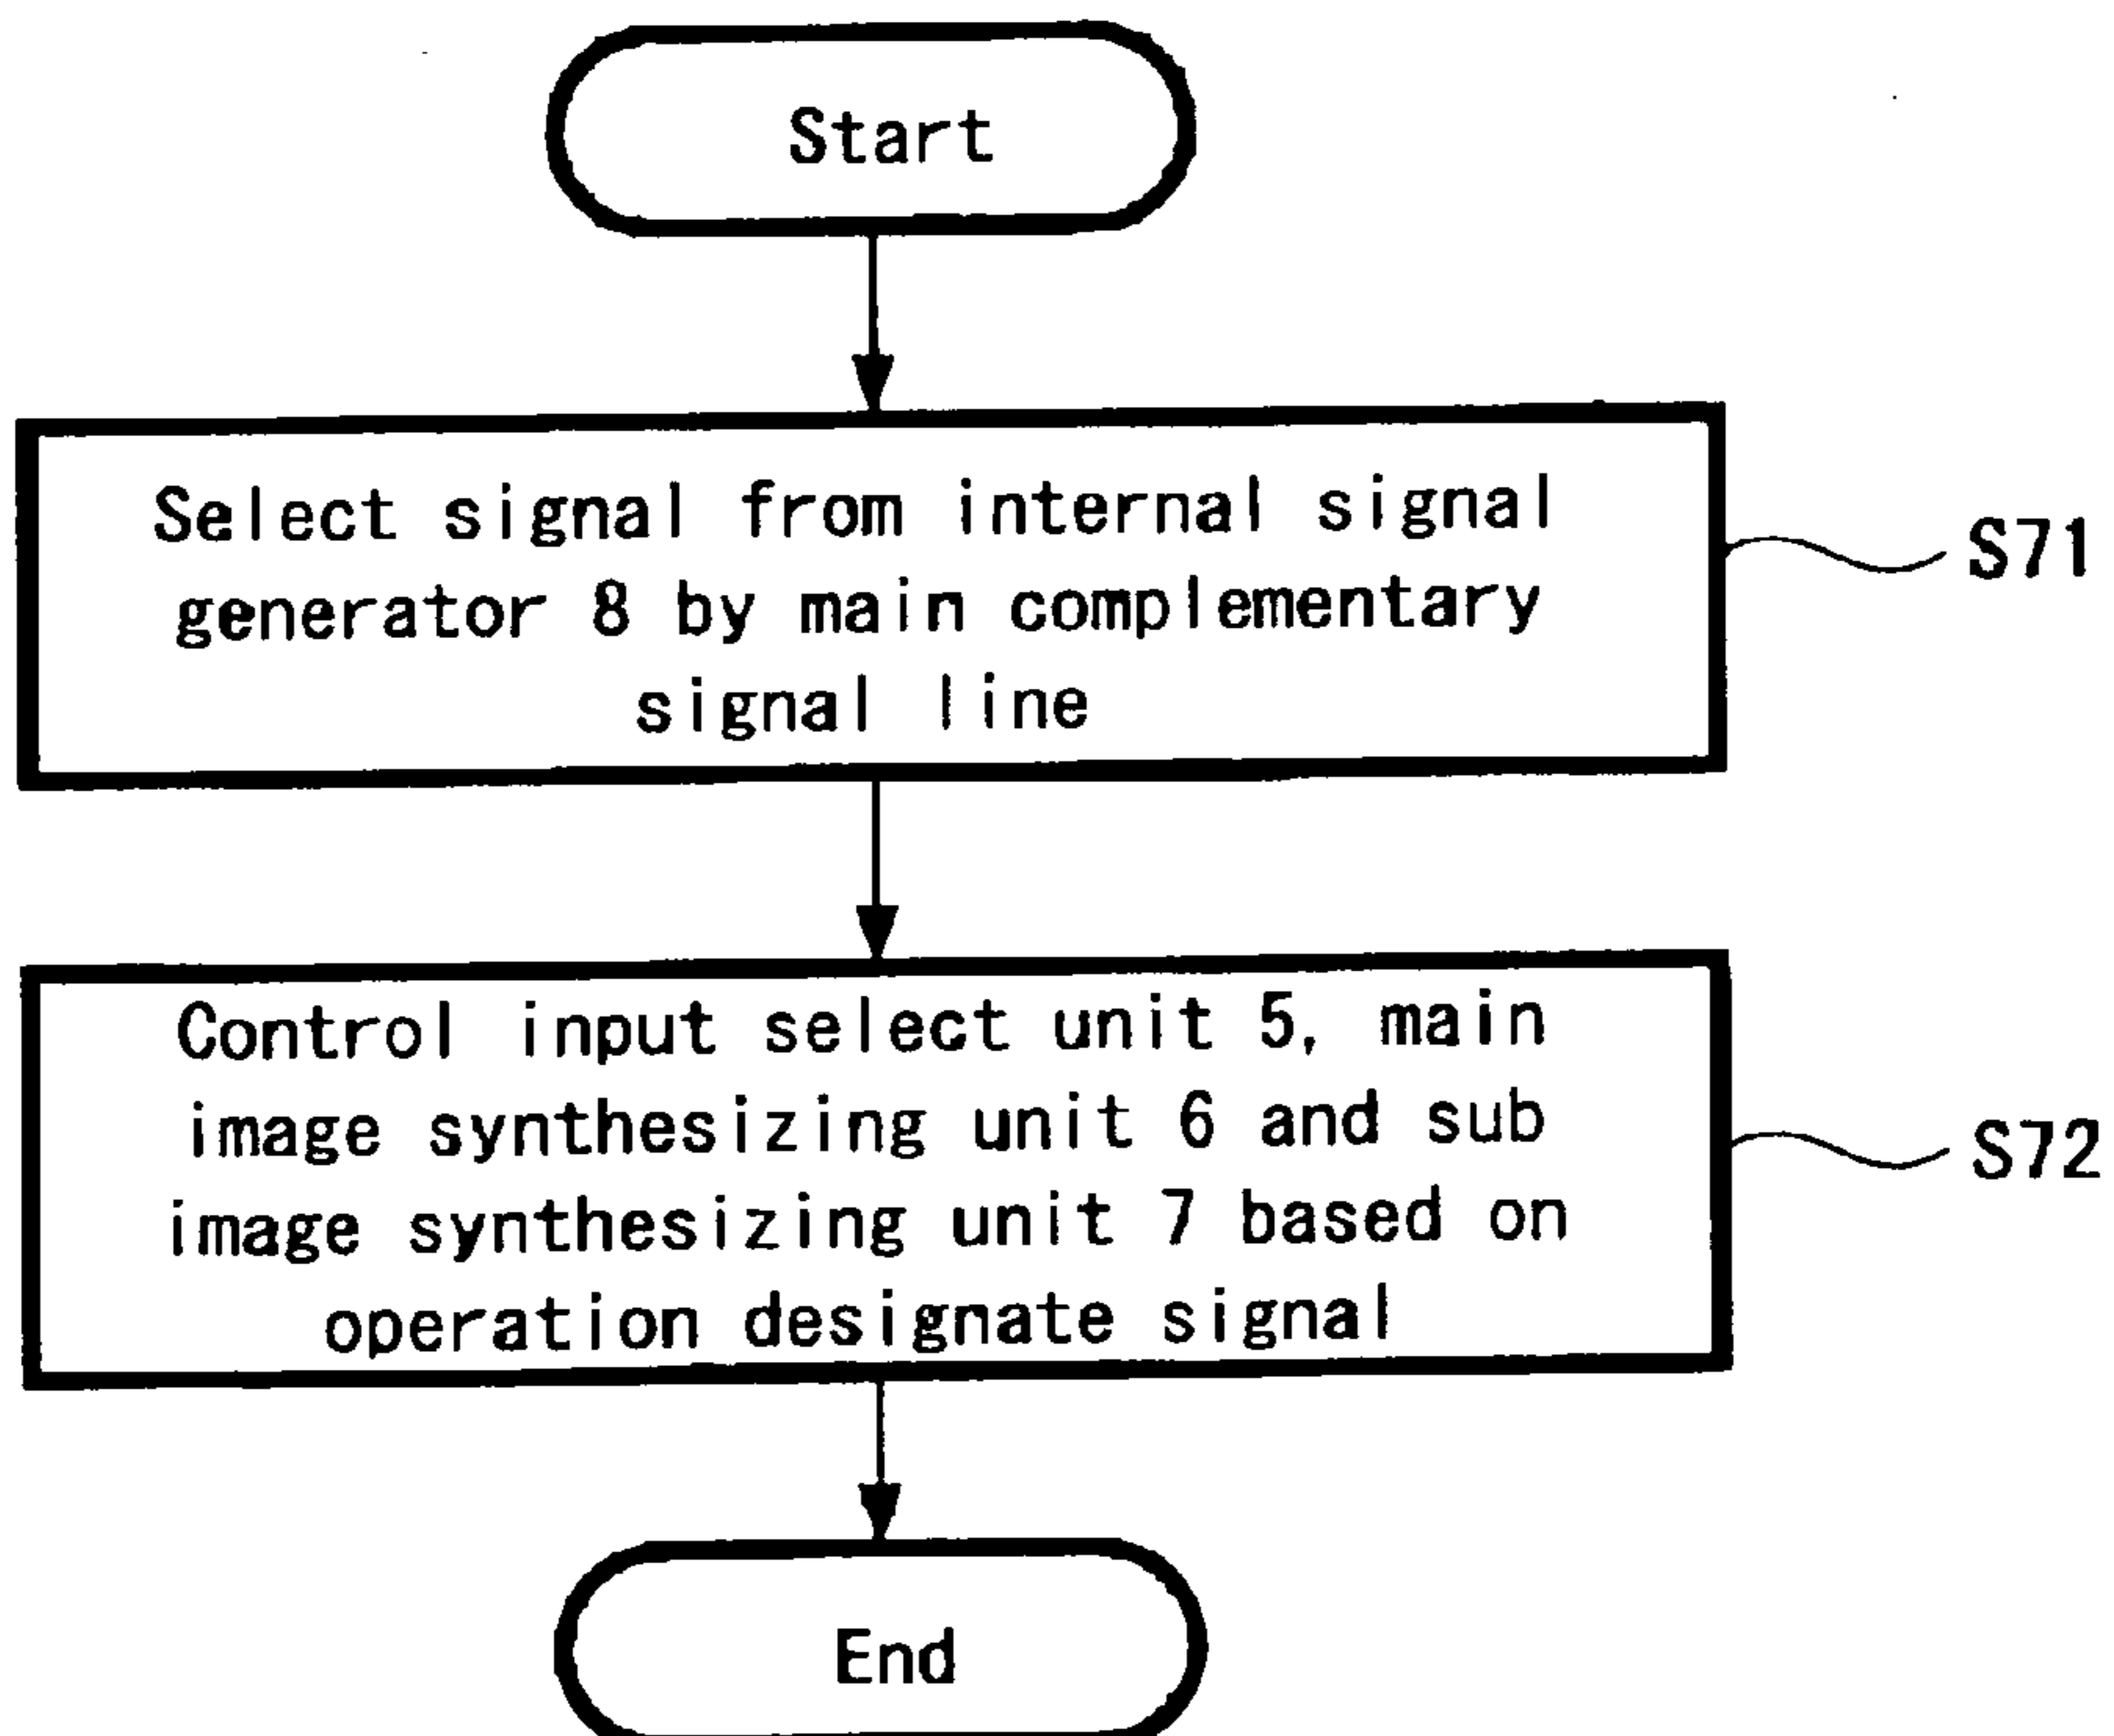 Start
Select signal from internal signal
generator 8 by main complementary
signal line
S71
Control input select unit 5, main
image synthesizing unit 6 and sub
image synthesizing unit 7 based on
operation designate signal
S72
End